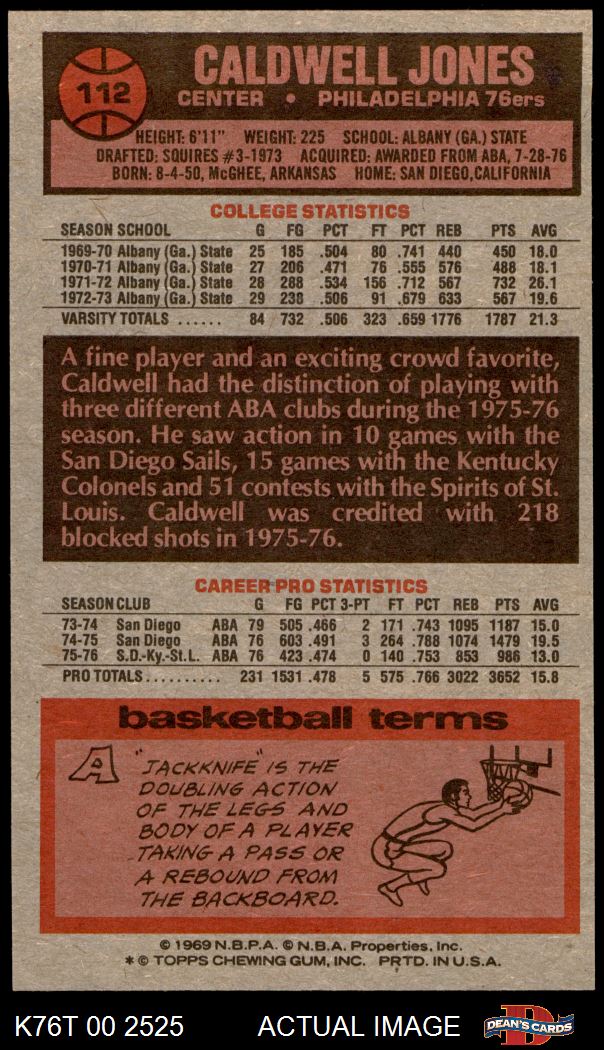 112
CALDWELL JONES
CENTER • PHILADELPHIA 76ers
HEIGHT: 6'11" WEIGHT: 225 SCHOOL: ALBANY (GA.) STATE
DRAFTED: SQUIRES #3-1973 ACQUIRED: AWARDED FROM ABA, 7-28-76
BORN: 8-4-50, McGHEE, ARKANSAS HOME: SAN DIEGO, CALIFORNIA
COLLEGE STATISTICS
SEASON SCHOOL G FG PCT FT PCT REB PTS AVG
1969-70 Albany (Ga.) State 25 185 .504 80 .741 440 450 18.0
1970-71 Albany (Ga.) State 27 206 .471 76 .555 576 488 18.1
1971-72 Albany (Ga.) State 28 288 .534 156 .712 567 732 26.1
1972-73 Albany (Ga.) State 29 238 .506 91 .679 633 567 19.6
VARSITY TOTALS ...... 84 732 .506 323 .659 1776 1787 21.3
A fine player and an exciting crowd favorite,
Caldwell had the distinction of playing with
three different ABA clubs during the 1975-76
season. He saw action in 10 games with the
San Diego Sails, 15 games with the Kentucky
Colonels and 51 contests with the Spirits of St.
Louis. Caldwell was credited with 218
blocked shots in 1975-76.
CAREER PRO STATISTICS
SEASON CLUB G FG PCT 3-PT FT PCT REB PTS AVG
73-74 San Diego ABA 79 505 .466 2 171 .743 1095 1187 15.0
74-75 San Diego ABA 76 603 .491 3 264 .788 1074 1479 19.5
75-76 S.D.-Ky.-St.L. ABA 76 423 .474 0 140 .753 853 986 13.0
PRO TOTALS.......... 231 1531 .478 5 575 .766 3022 3652 15.8
basketball terms
A "JACKKNIFE" IS THE
DOUBLING ACTION
OF THE LEGS AND
BODY OF A PLAYER
TAKING A PASS OR
A REBOUND FROM
THE BACKBOARD.
© 1969 N.B.P.A. © N.B.A. Properties, Inc.
* © TOPPS CHEWING GUM, INC. PRTD. IN U.S.A.
K76T 00 2525 ACTUAL IMAGE
D
DEAN'S CARDS